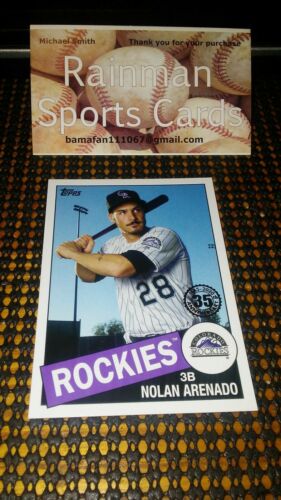 Michael Smith Thank you for your purchase
Rainman
Sports Cards
bamafan111067@gmail.com
Topps
28
35
ROCKIES™
ROCKIES
3B
NOLAN ARENADO